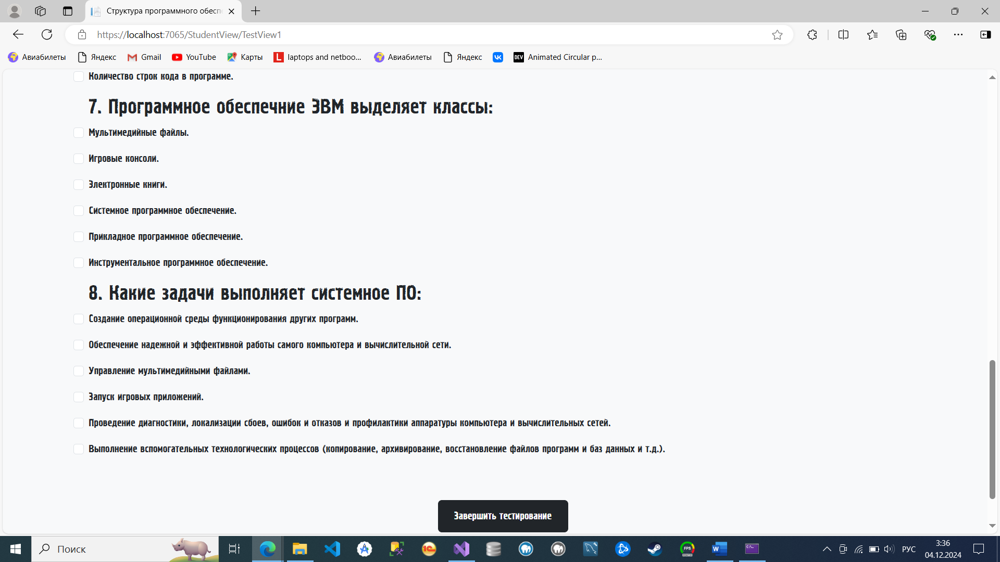 Структура программного обесп
https://localhost:7065/StudentView/TestView1
Авиабилеты Яндекс Gmail YouTube Карты laptops and netboo... Авиабилеты Яндекс Animated Circular p...
Количество строк кода в программе.
7. Программное обеспечние ЭВМ выделяет классы:
Мультимедийные файлы.
Игровые консоли.
Электронные книги.
Системное программное обеспечение.
Прикладное программное обеспечение.
Инструментальное программное обеспечение.
8. Какие задачи выполняет системное ПО:
Создание операционной среды функционирования других программ.
Обеспечение надежной и эффективной работы самого компьютера и вычислительной сети.
Управление мультимедийными файлами.
Запуск игровых приложений.
Проведение диагностики, локализации сбоев, ошибок и отказов и профилактики аппаратуры компьютера и вычислительных сетей.
Выполнение вспомогательных технологических процессов (копирование, архивирование, восстановление файлов программ и баз данных и т.д.).
Завершить тестирование
Поиск
РУС
3:36
04.12.2024